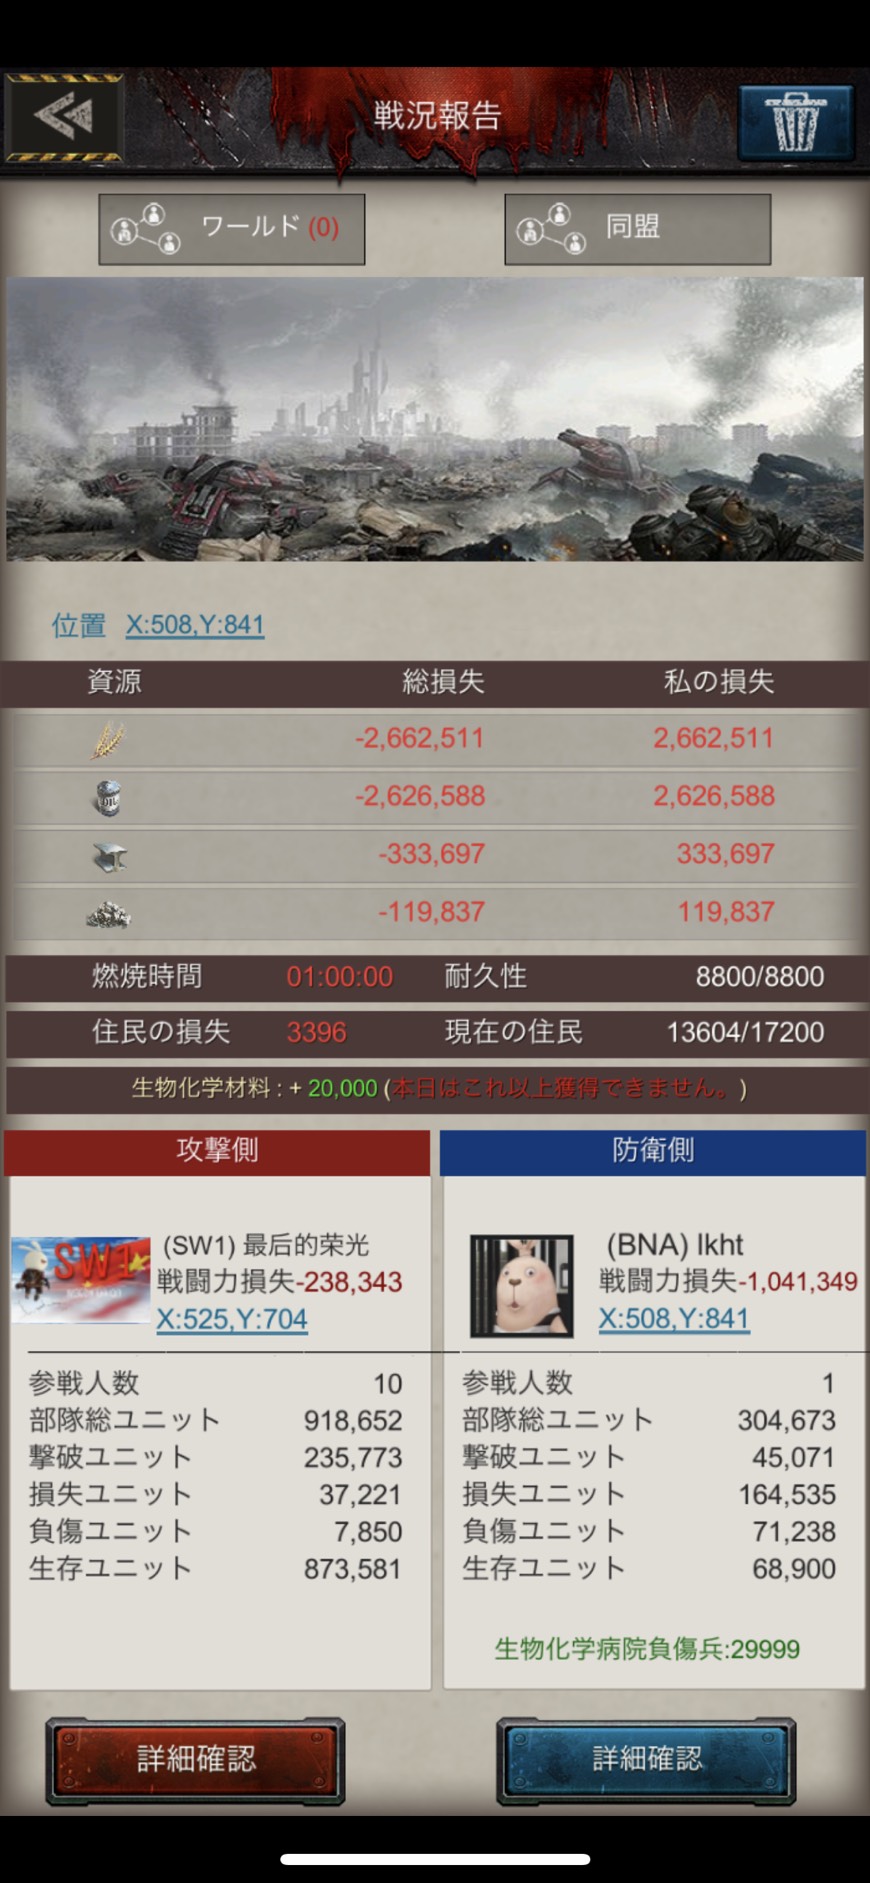 戦況報告
ワールド (0)
同盟
位置 X:508,Y:841
資源 総損失 私の損失
-2,662,511 2,662,511
-2,626,588 2,626,588
-333,697 333,697
-119,837 119,837
燃焼時間 01:00:00 耐久性 8800/8800
住民の損失 3396 現在の住民 13604/17200
生物化学材料 : + 20,000 (本日はこれ以上獲得できません。)
攻撃側
SW1
(SW1) 最后的荣光
戦闘力損失-238,343
X:525,Y:704
参戦人数 10
部隊総ユニット 918,652
撃破ユニット 235,773
損失ユニット 37,221
負傷ユニット 7,850
生存ユニット 873,581
詳細確認
防衛側
(BNA) lkht
戦闘力損失-1,041,349
X:508,Y:841
参戦人数 1
部隊総ユニット 304,673
撃破ユニット 45,071
損失ユニット 164,535
負傷ユニット 71,238
生存ユニット 68,900
生物化学病院負傷兵:29999
詳細確認